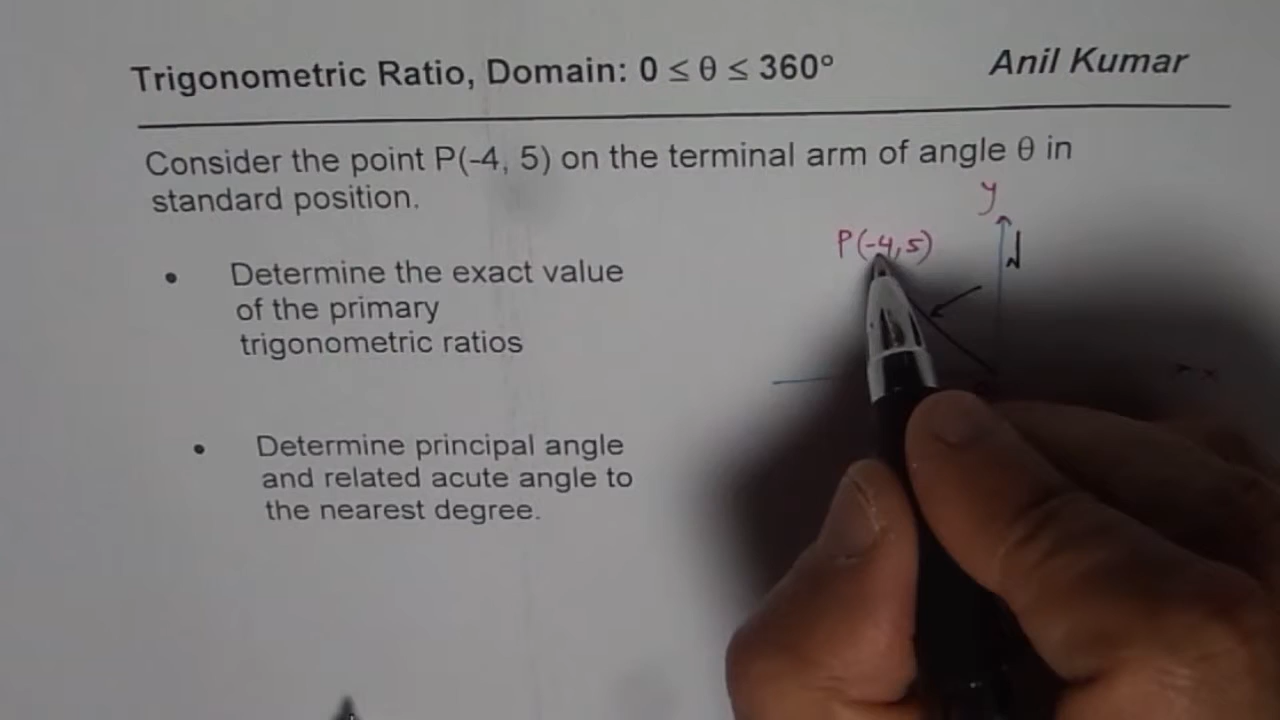 Trigonometric Ratio, Domain: 0 ≤ θ ≤ 360° Anil Kumar
Consider the point P(-4, 5) on the terminal arm of angle θ in
standard position.
y
P(-4,5)
• Determine the exact value
of the primary
trigonometric ratios
x
• Determine principal angle
and related acute angle to
the nearest degree.